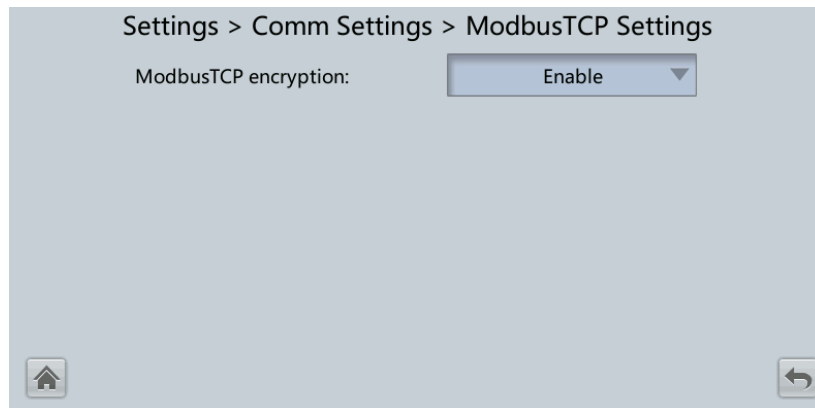 Settings > Comm Settings > ModbusTCP Settings
ModbusTCP encryption: Enable